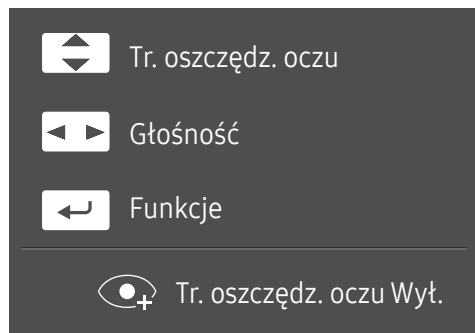 Tr. oszczędz. oczu
Głośność
Funkcje
Tr. oszczędz. oczu Wył.